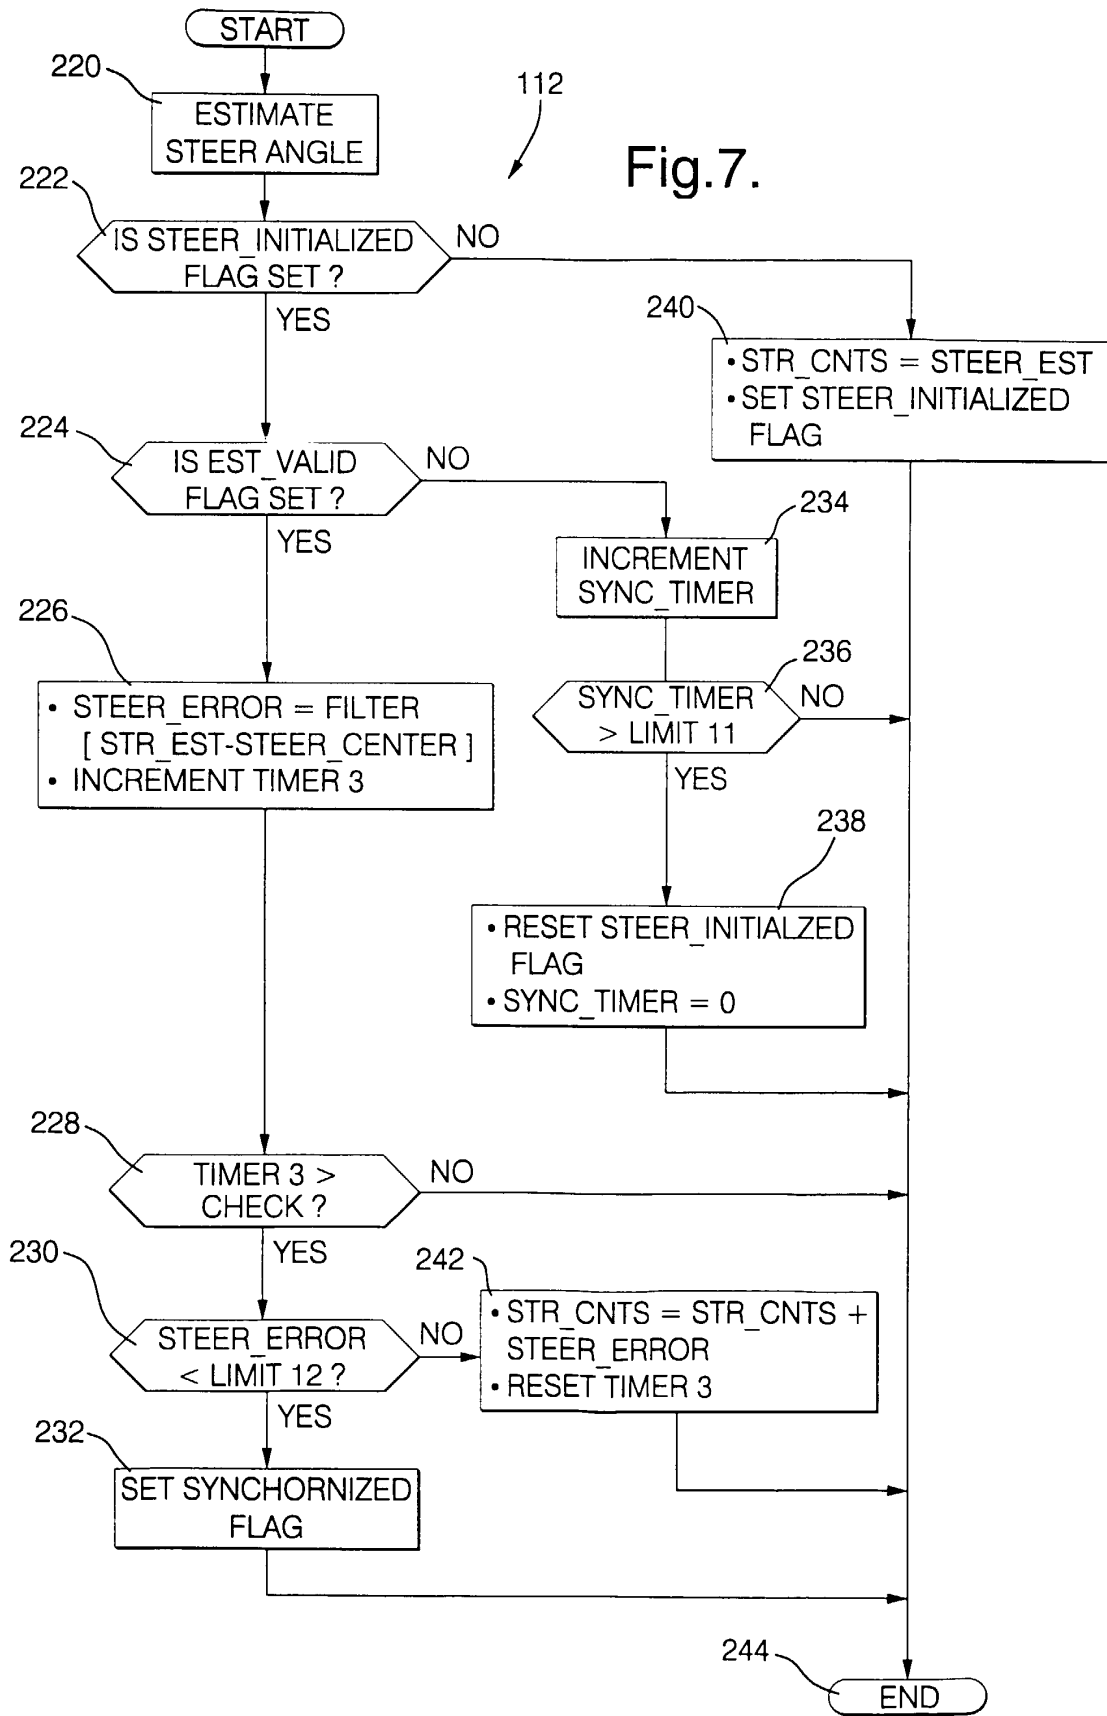 START
220
ESTIMATE
STEER ANGLE
112
Fig.7.
222
IS STEER_INITIALIZED
FLAG SET ?
NO
YES
240
• STR_CNTS = STEER_EST
• SET STEER_INITIALIZED
FLAG
224
IS EST_VALID
FLAG SET ?
NO
YES
234
INCREMENT
SYNC_TIMER
226
• STEER_ERROR = FILTER
[ STR_EST-STEER_CENTER ]
• INCREMENT TIMER 3
236
SYNC_TIMER
> LIMIT 11
NO
YES
238
• RESET STEER_INITIALZED
FLAG
• SYNC_TIMER = 0
228
TIMER 3 >
CHECK ?
NO
YES
230
STEER_ERROR
< LIMIT 12 ?
NO
YES
242
• STR_CNTS = STR_CNTS +
STEER_ERROR
• RESET TIMER 3
232
SET SYNCHORNIZED
FLAG
244
END